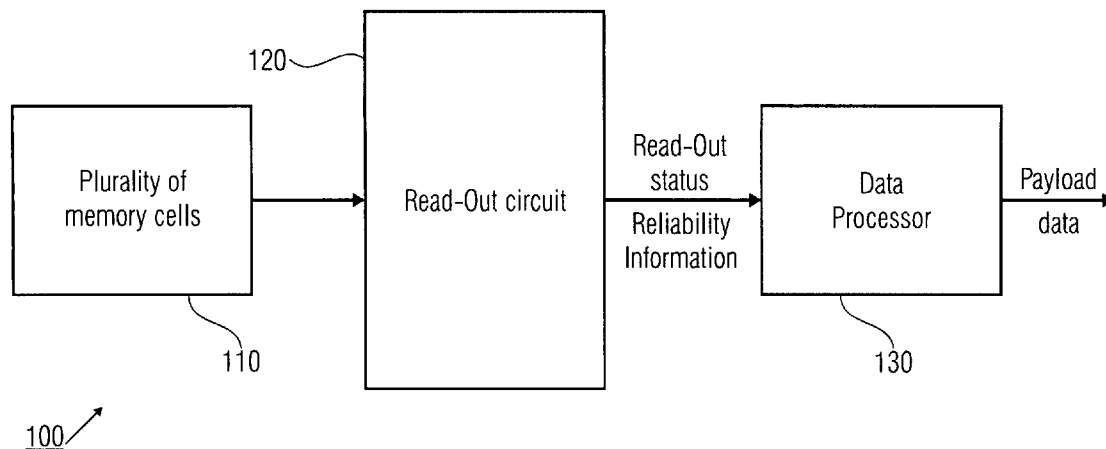 120
Plurality of
memory cells
Read-Out circuit
Read-Out
status
Reliability
Information
Data
Processor
Payload
data
110
130
100